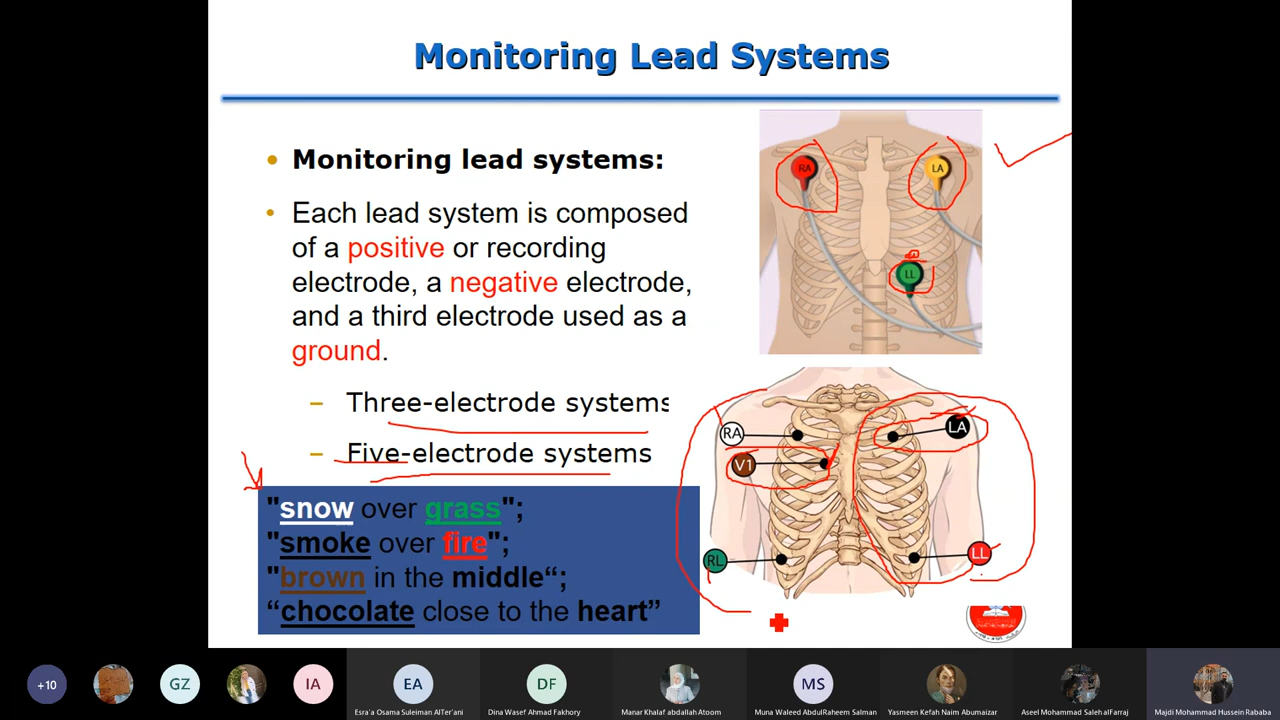 Monitoring Lead Systems
• Monitoring lead systems:
• Each lead system is composed
of a positive or recording
electrode, a negative electrode,
and a third electrode used as a
ground.
– Three-electrode systems
– Five-electrode systems
"snow over grass";
"smoke over fire";
"brown in the middle“;
“chocolate close to the heart”
RA
LA
LL
RA
LA
V1
RL
LL
+10
GZ
IA
EA
Esra'a Osama Suleiman AlTer'ani
DF
Dina Wasef Ahmad Fakhory
Manar Khalaf abdallah Atoom
MS
Muna Waleed AbdulRaheem Salman
Yasmeen Kefah Naim Abumaizar
Aseel Mohammad Saleh alFarraj
Majdi Mohammad Hussein Rababa